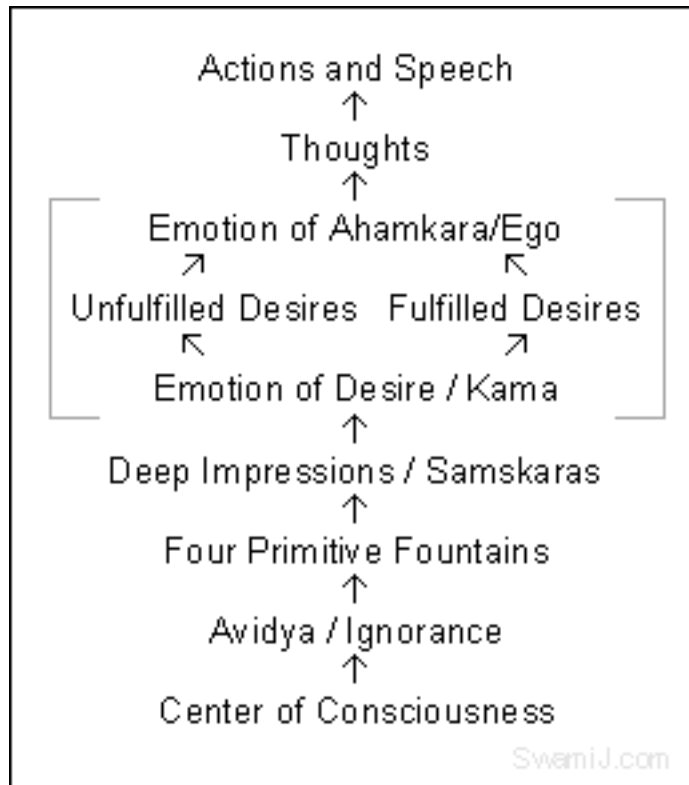 Actions and Speech
Thoughts
Emotion of Ahamkara/Ego
Unfulfilled Desires Fulfilled Desires
Emotion of Desire / Kama
Deep Impressions / Samskaras
Four Primitive Fountains
Avidya / Ignorance
Center of Consciousness
SwamiJ.com